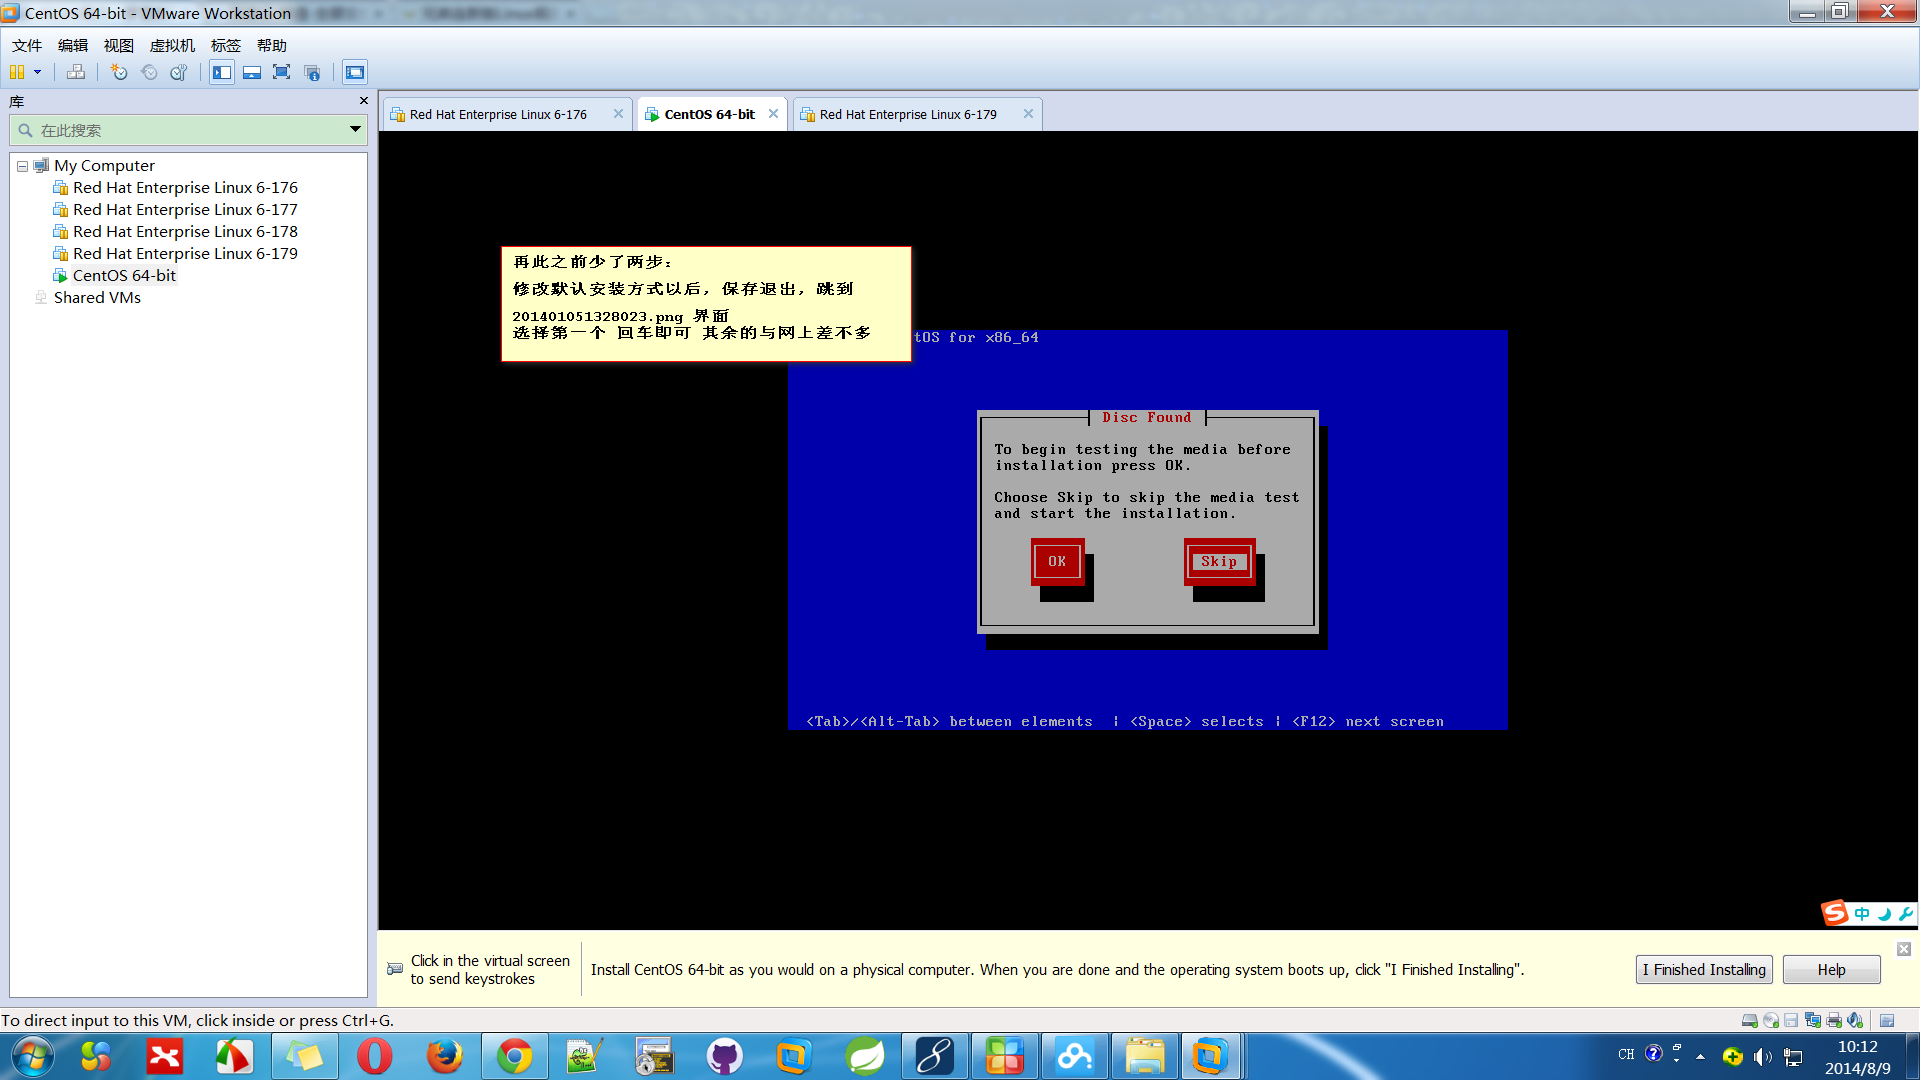 CentOS 64-bit - VMware Workstation
文件 编辑 视图 虚拟机 标签 帮助
库
在此搜索
My Computer
Red Hat Enterprise Linux 6-176
Red Hat Enterprise Linux 6-177
Red Hat Enterprise Linux 6-178
Red Hat Enterprise Linux 6-179
CentOS 64-bit
Shared VMs
Red Hat Enterprise Linux 6-176
CentOS 64-bit
Red Hat Enterprise Linux 6-179
再此之前少了两步：
修改默认安装方式以后，保存退出，跳到
201401051328023.png 界面
选择第一个 回车即可 其余的与网上差不多
tOS for x86_64
Disc Found
To begin testing the media before
installation press OK.
Choose Skip to skip the media test
and start the installation.
OK
Skip
<Tab>/<Alt-Tab> between elements | <Space> selects | <F12> next screen
中
Click in the virtual screen
to send keystrokes
Install CentOS 64-bit as you would on a physical computer. When you are done and the operating system boots up, click "I Finished Installing".
I Finished Installing
Help
To direct input to this VM, click inside or press Ctrl+G.
CH
10:12
2014/8/9